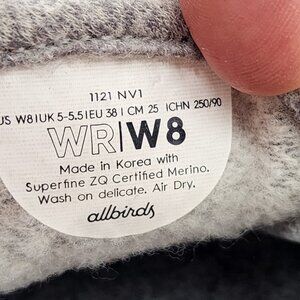 1121 NV1
US W8 | UK 5-5.5 | EU 38 | CM 25 | CHN 250/90
WR|W8
Made in Korea with
Superfine ZQ Certified Merino.
Wash on delicate. Air Dry.
allbirds